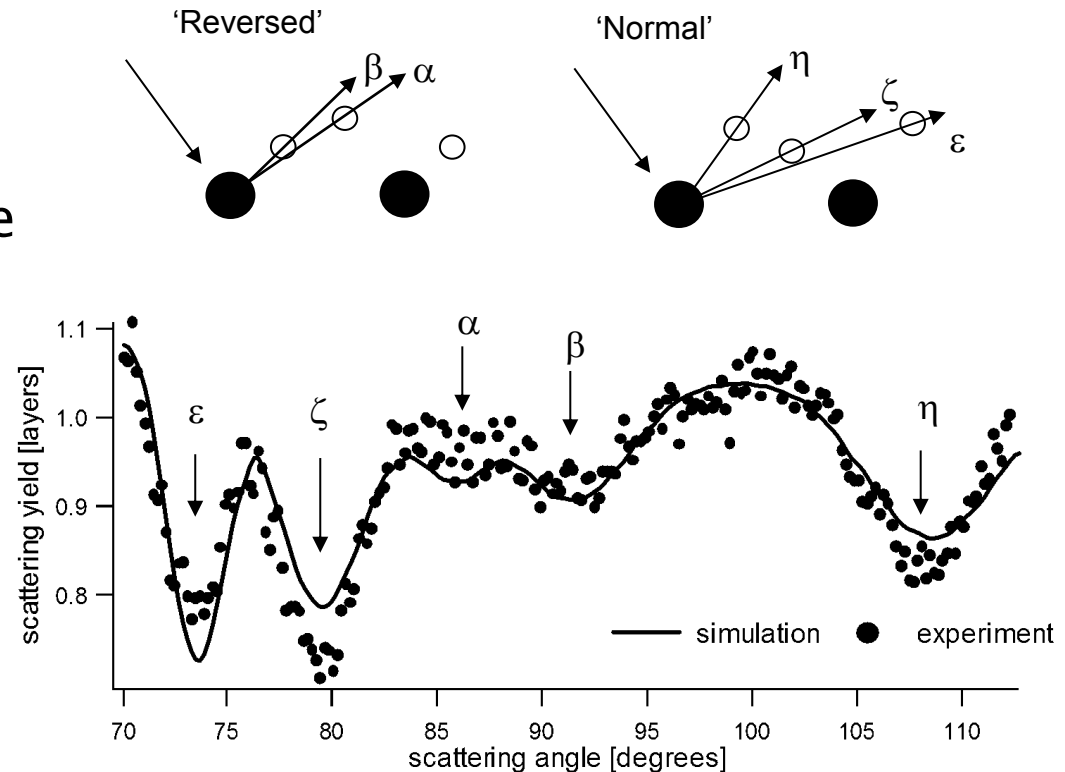 ‘Reversed’
‘Normal’
β α
η
ζ
ε
e
1.1
1.0
0.9
0.8
scattering yield [layers]
ε
ζ
α
β
η
simulation
experiment
70 75 80 85 90 95 100 105 110
scattering angle [degrees]